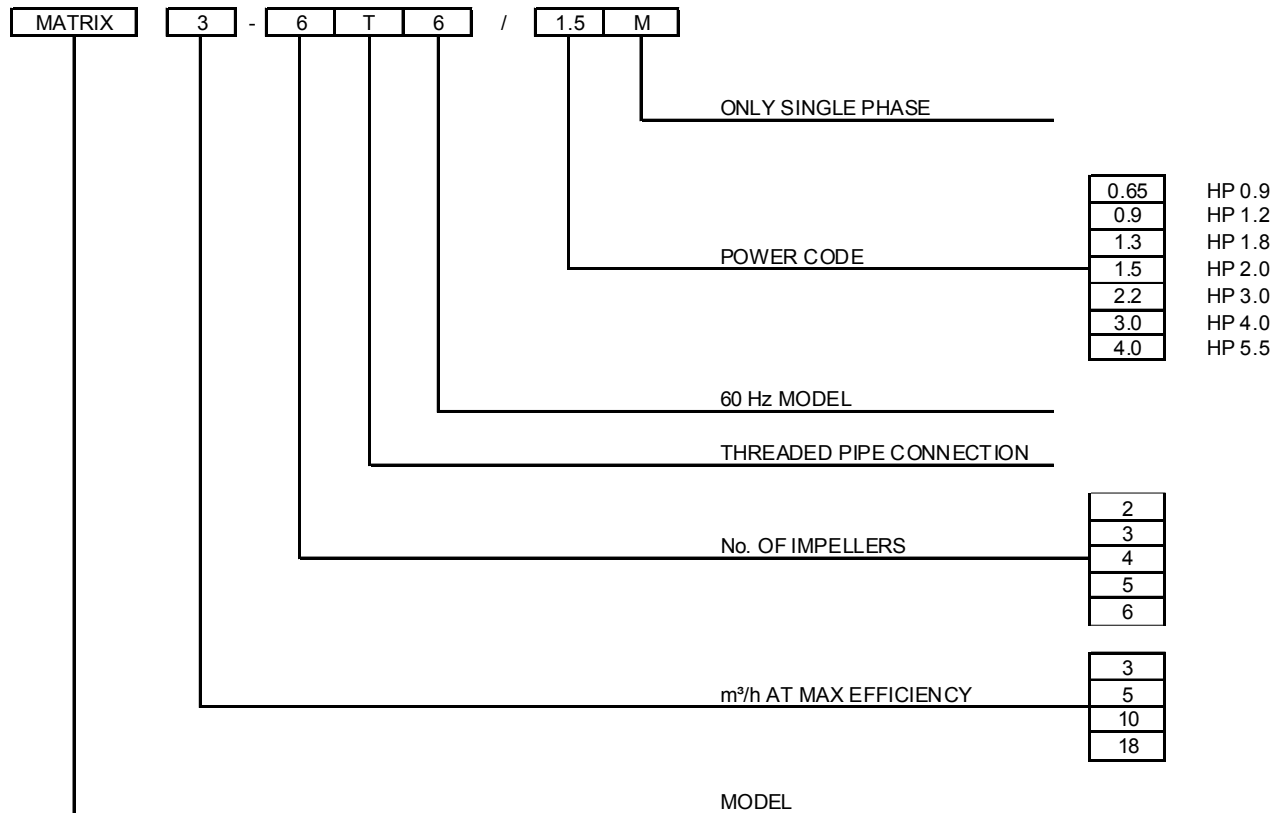 MATRIX 3 - 6 T 6 / 1.5 M
ONLY SINGLE PHASE
0.65 HP 0.9
0.9 HP 1.2
1.3 HP 1.8
POWER CODE 1.5 HP 2.0
2.2 HP 3.0
3.0 HP 4.0
4.0 HP 5.5
60 Hz MODEL
THREADED PIPE CONNECTION
2
3
No. OF IMPELLERS
4
5
6
3
m³/h AT MAX EFFICIENCY 5
10
18
MODEL